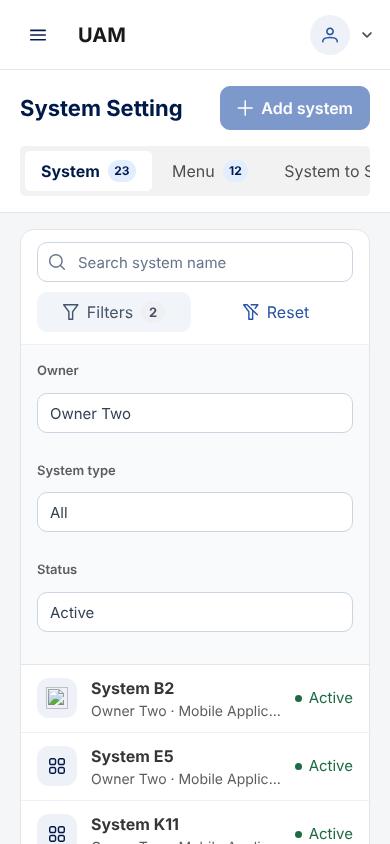 UAM
System Setting
Add system
System 23
Menu 12
System to S
Search system name
Filters 2
Reset
Owner
Owner Two
System type
All
Status
Active
System B2
Owner Two · Mobile Applic...
Active
System E5
Owner Two · Mobile Applic...
Active
System K11
Active